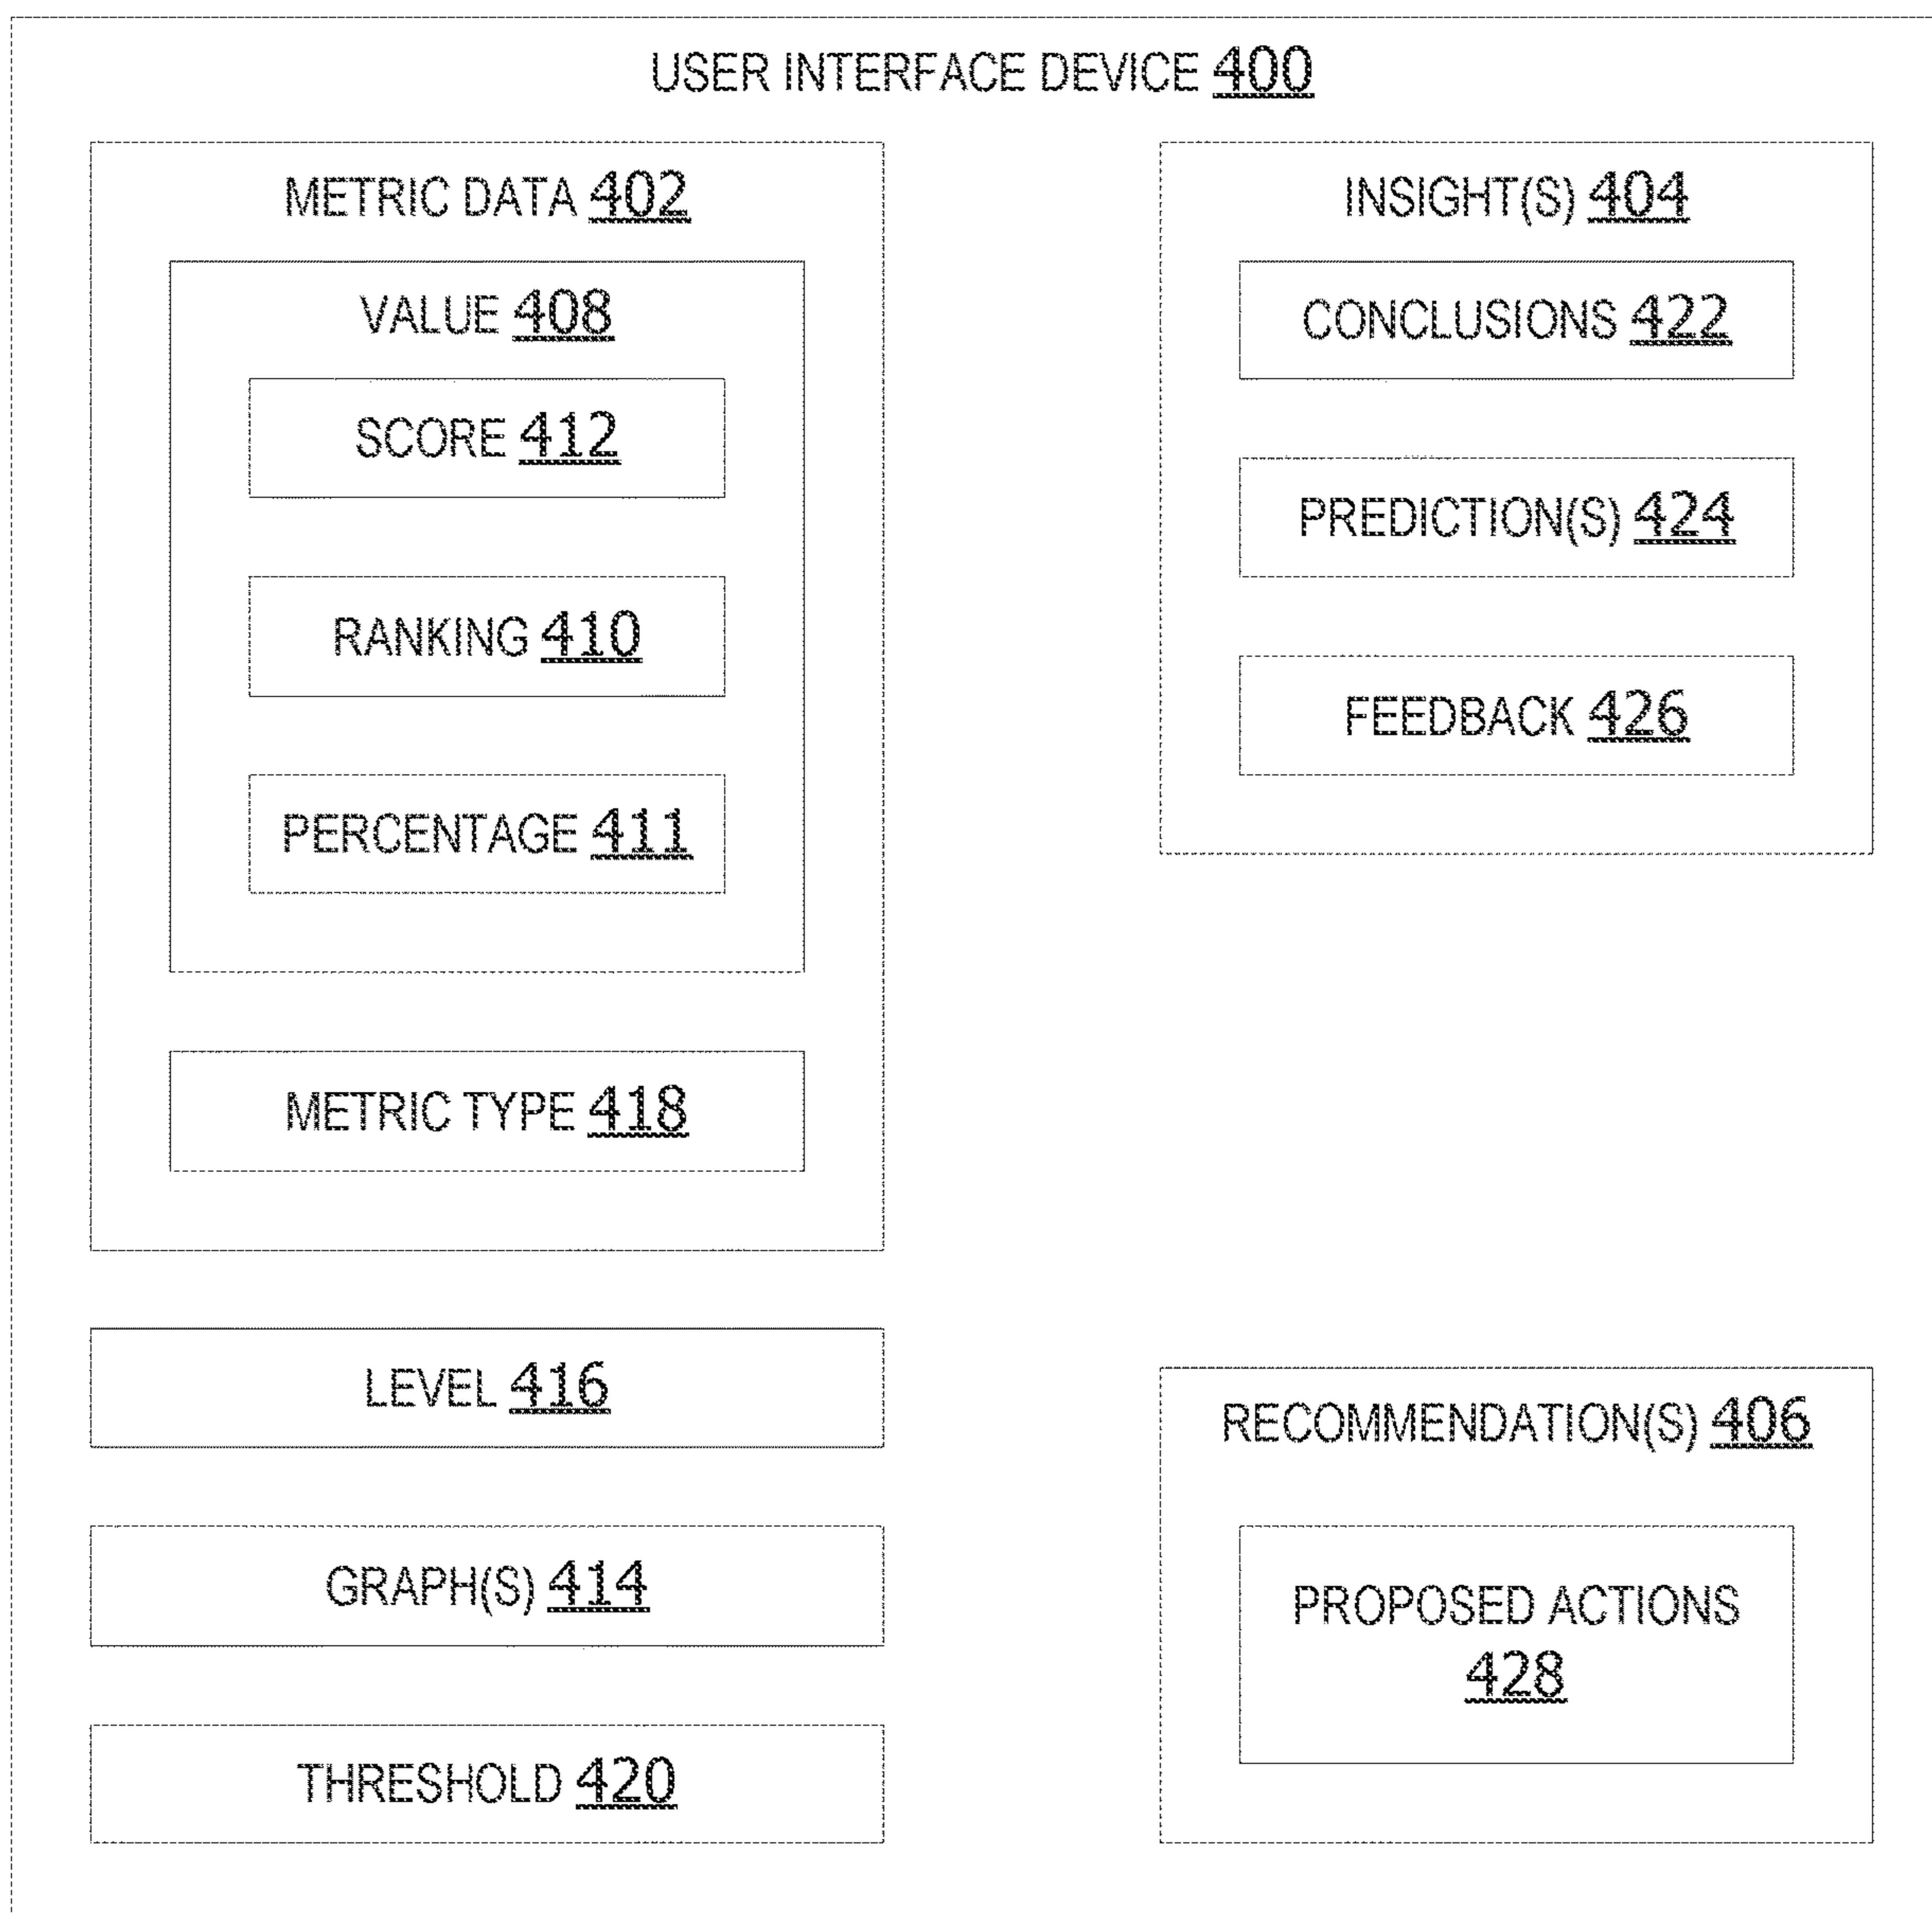 USER INTERFACE DEVICE 400
METRIC DATA 402
VALUE 408
SCORE 412
RANKING 410
PERCENTAGE 411
METRIC TYPE 418
LEVEL 416
GRAPH(S) 414
THRESHOLD 420
INSIGHT(S) 404
CONCLUSIONS 422
PREDICTION(S) 424
FEEDBACK 426
RECOMMENDATION(S) 406
PROPOSED ACTIONS
428